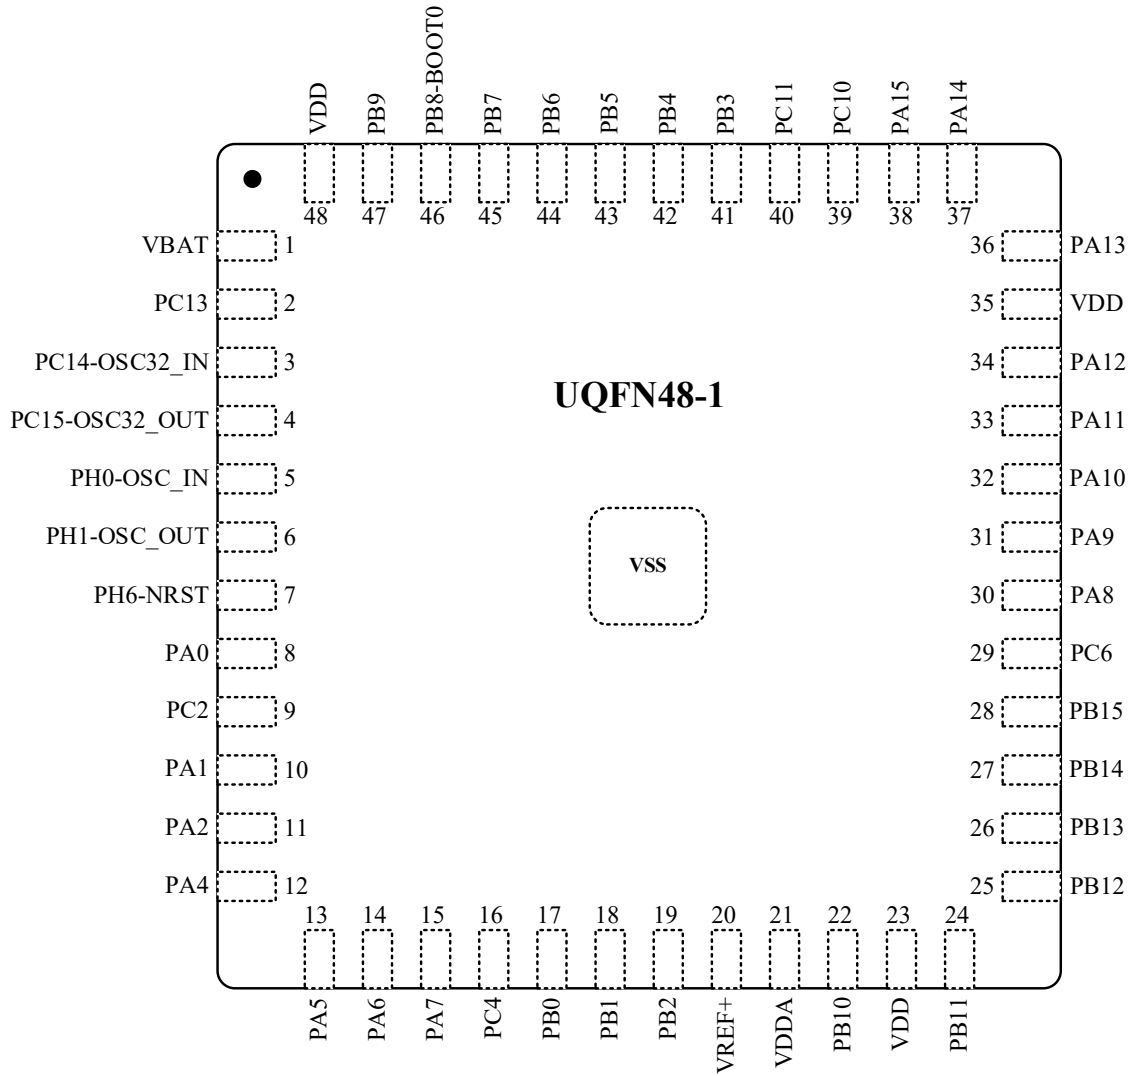 VDD
PB9
PB8-BOOT0
PB7
PB6
PB5
PB4
PB3
PC11
PC10
PA15
PA14
48 47 46 45 44 43 42 41 40 39 38 37
VBAT 1
PC13 2
PC14-OSC32_IN 3
PC15-OSC32_OUT 4
PH0-OSC_IN 5
PH1-OSC_OUT 6
PH6-NRST 7
PA0 8
PC2 9
PA1 10
PA2 11
PA4 12
UQFN48-1
VSS
36 PA13
35 VDD
34 PA12
33 PA11
32 PA10
31 PA9
30 PA8
29 PC6
28 PB15
27 PB14
26 PB13
25 PB12
13 14 15 16 17 18 19 20 21 22 23 24
PA5
PA6
PA7
PC4
PB0
PB1
PB2
VREF+
VDDA
PB10
VDD
PB11